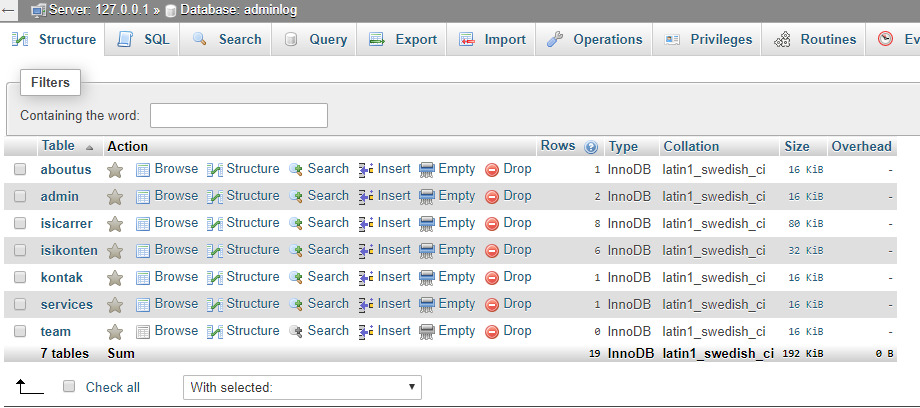 Server: 127.0.0.1 » Database: adminlog
Structure SQL Search Query Export Import Operations Privileges Routines Ev
Filters
Containing the word:
Table Action Rows Type Collation Size Overhead
aboutus Browse Structure Search Insert Empty Drop 1 InnoDB latin1_swedish_ci 16 KiB -
admin Browse Structure Search Insert Empty Drop 2 InnoDB latin1_swedish_ci 16 KiB -
isicarrer Browse Structure Search Insert Empty Drop 8 InnoDB latin1_swedish_ci 80 KiB -
isikonten Browse Structure Search Insert Empty Drop 6 InnoDB latin1_swedish_ci 32 KiB -
kontak Browse Structure Search Insert Empty Drop 1 InnoDB latin1_swedish_ci 16 KiB -
services Browse Structure Search Insert Empty Drop 1 InnoDB latin1_swedish_ci 16 KiB -
team Browse Structure Search Insert Empty Drop 0 InnoDB latin1_swedish_ci 16 KiB -
7 tables Sum 19 InnoDB latin1_swedish_ci 192 KiB 0 B
Check all With selected: